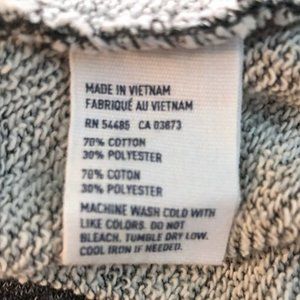 MADE IN VIETNAM
FABRIQUÉ AU VIETNAM
RN 54485 CA 03873
70% COTTON
30% POLYESTER
70% COTON
30% POLYESTER
MACHINE WASH COLD WITH
LIKE COLORS. DO NOT
BLEACH. TUMBLE DRY LOW.
COOL IRON IF NEEDED.